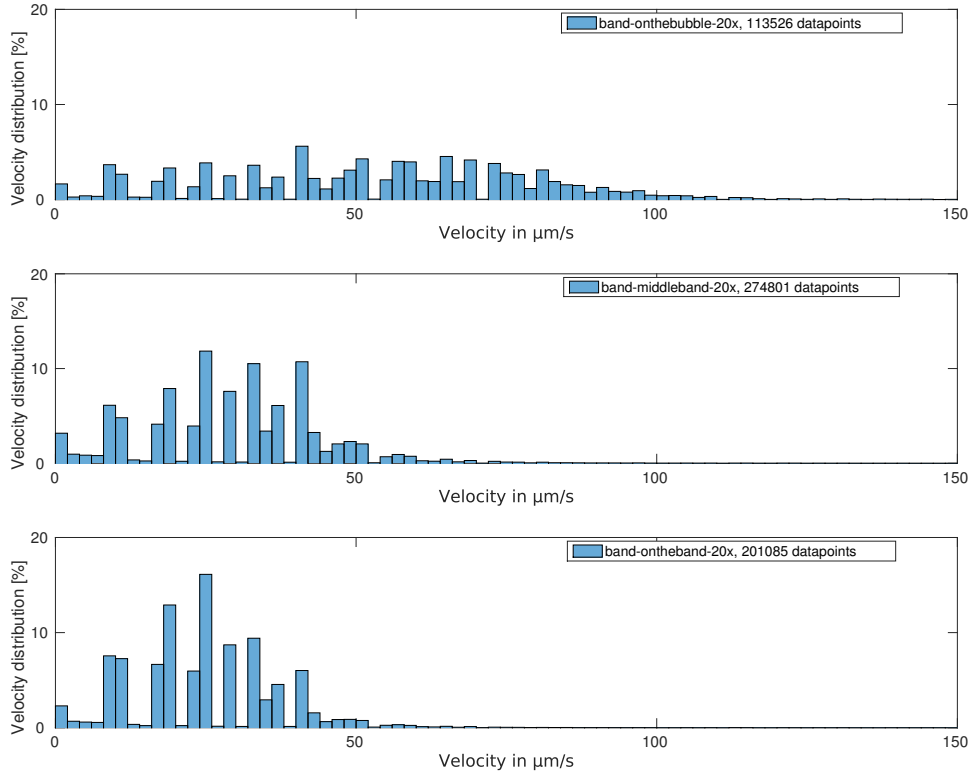 20
10
0
Velocity distribution [%]
band-onthebubble-20x, 113526 datapoints
0 50 100 150
Velocity in µm/s
20
10
0
Velocity distribution [%]
band-middleband-20x, 274801 datapoints
0 50 100 150
Velocity in µm/s
20
10
0
Velocity distribution [%]
band-ontheband-20x, 201085 datapoints
0 50 100 150
Velocity in µm/s